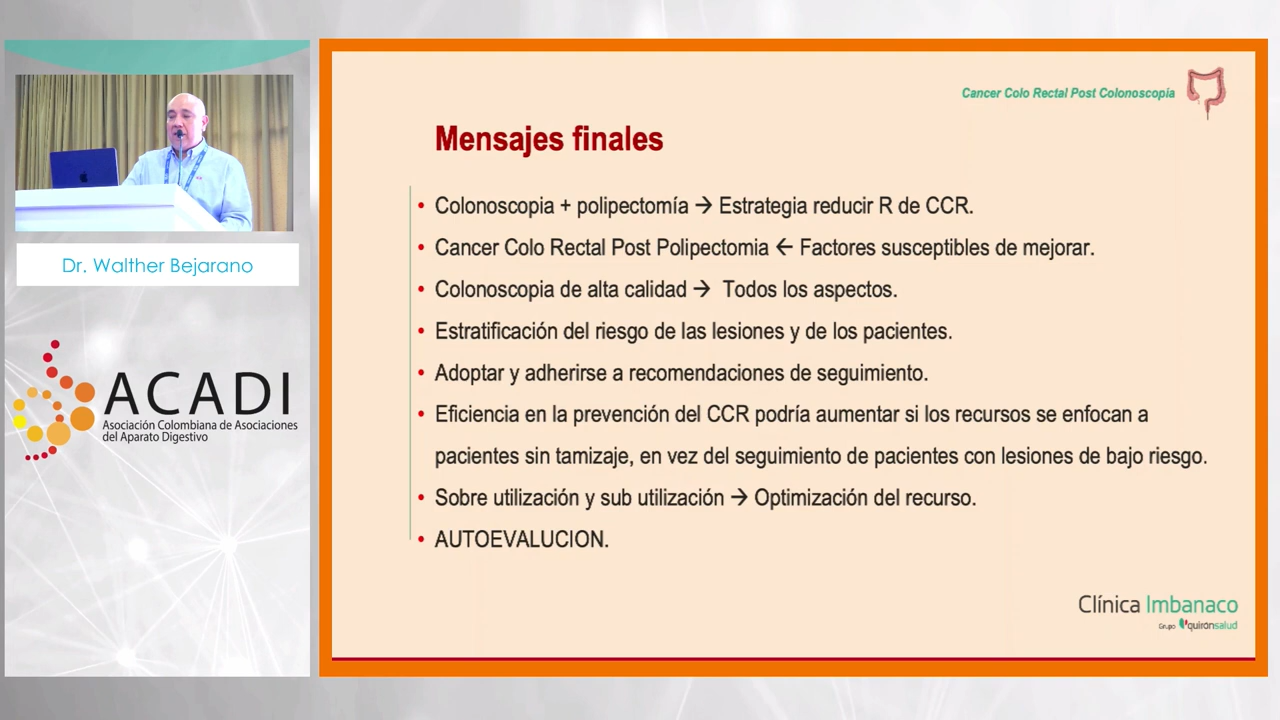 Dr. Walther Bejarano
ACADI
Asociación Colombiana de Asociaciones
del Aparato Digestivo
Cancer Colo Rectal Post Colonoscopía
Mensajes finales
• Colonoscopia + polipectomía → Estrategia reducir R de CCR.
• Cancer Colo Rectal Post Polipectomia ← Factores susceptibles de mejorar.
• Colonoscopia de alta calidad → Todos los aspectos.
• Estratificación del riesgo de las lesiones y de los pacientes.
• Adoptar y adherirse a recomendaciones de seguimiento.
• Eficiencia en la prevención del CCR podría aumentar si los recursos se enfocan a
pacientes sin tamizaje, en vez del seguimiento de pacientes con lesiones de bajo riesgo.
• Sobre utilización y sub utilización → Optimización del recurso.
• AUTOEVALUCION.
Clínica Imbanaco
Grupo quirónsalud